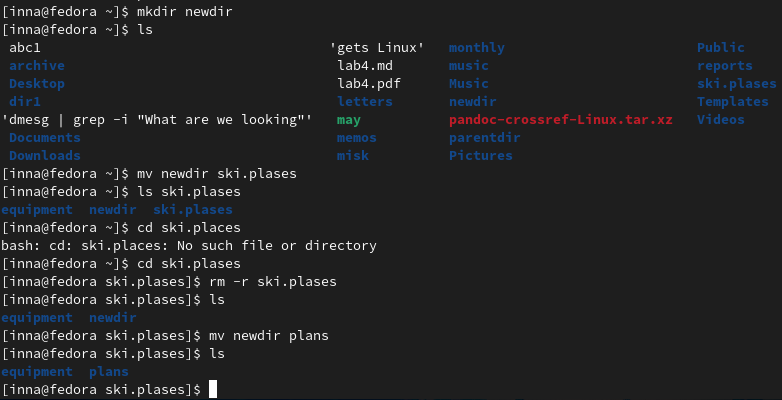 [inna@fedora ~]$ mkdir newdir
[inna@fedora ~]$ ls
 abc1                                    'gets Linux'   monthly                          Public
 archive                                  lab4.md       music                            reports
 Desktop                                  lab4.pdf      Music                            ski.plases
 dir1                                     letters       newdir                           Templates
'dmesg | grep -i "What are we looking"'   may           pandoc-crossref-Linux.tar.xz     Videos
 Documents                                memos         parentdir
 Downloads                                misk          Pictures
[inna@fedora ~]$ mv newdir ski.plases
[inna@fedora ~]$ ls ski.plases
equipment  newdir  ski.plases
[inna@fedora ~]$ cd ski.places
bash: cd: ski.places: No such file or directory
[inna@fedora ~]$ cd ski.plases
[inna@fedora ski.plases]$ rm -r ski.plases
[inna@fedora ski.plases]$ ls
equipment  newdir
[inna@fedora ski.plases]$ mv newdir plans
[inna@fedora ski.plases]$ ls
equipment  plans
[inna@fedora ski.plases]$